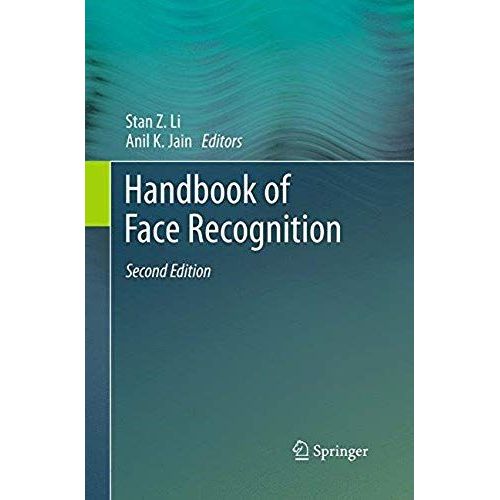 Stan Z. Li
Anil K. Jain Editors
Handbook of
Face Recognition
Second Edition
Springer